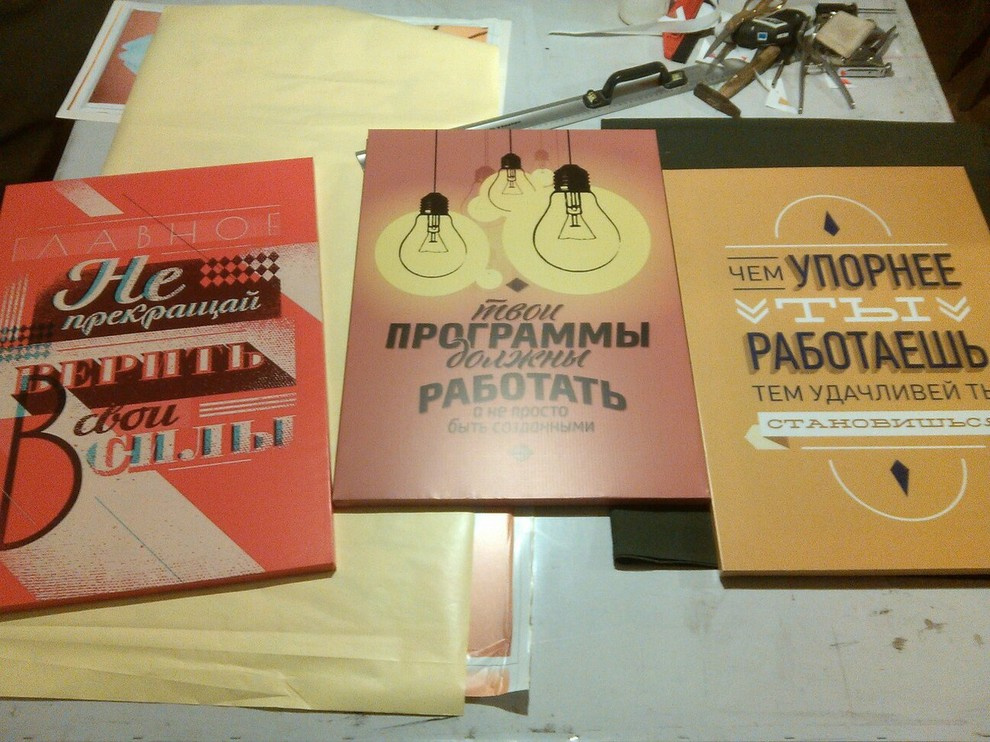 ГЛАВНОЕ
Не
прекращай
ВЕРИТЬ
В свои
СИЛЫ
твои
ПРОГРАММЫ
должны
РАБОТАТЬ
а не просто
быть созданными
ЧЕМ УПОРНЕЕ
ТЫ
РАБОТАЕШЬ
ТЕМ УДАЧЛИВЕЙ ТЫ
СТАНОВИШЬСЯ